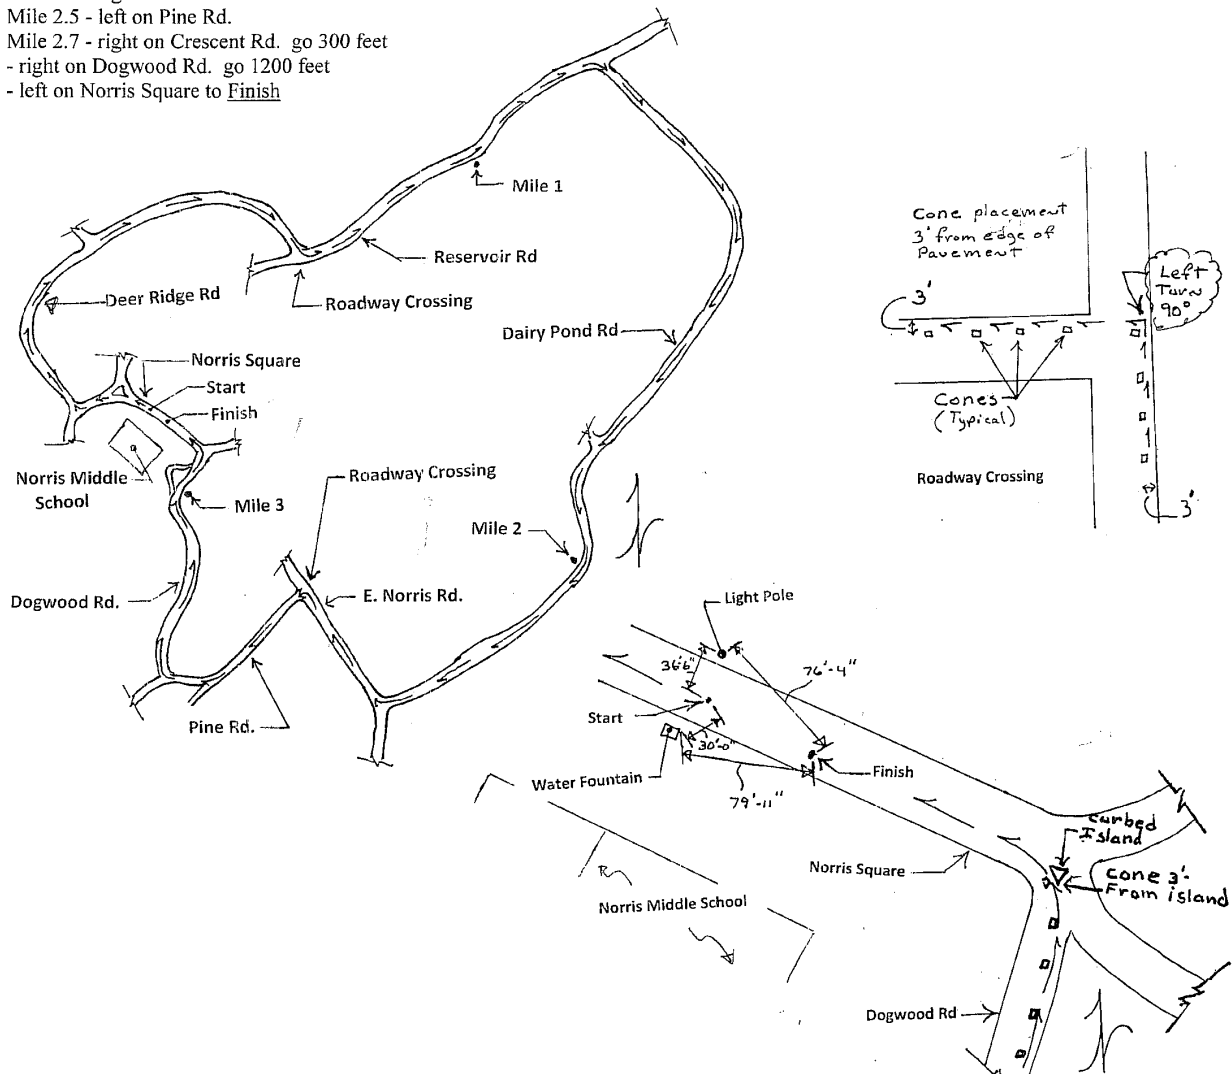 Mile 2.5 - left on Pine Rd.
Mile 2.7 - right on Crescent Rd. go 300 feet
- right on Dogwood Rd. go 1200 feet
- left on Norris Square to Finish
Mile 1
Reservoir Rd
Roadway Crossing
Deer Ridge Rd
Dairy Pond Rd
Norris Square
Start
Finish
Norris Middle
School
Mile 3
Roadway Crossing
Mile 2
Dogwood Rd.
E. Norris Rd.
Pine Rd.
Cone placement
3' from edge of
Pavement
Left
Turn
90°
3'
Cones
(Typical)
Roadway Crossing
3'
Light Pole
36'6"
76'-4"
Start
30'-0"
Water Fountain
Finish
79'-11"
Curbed
Island
Norris Square
Cone 3'-
From island
Norris Middle School
Dogwood Rd